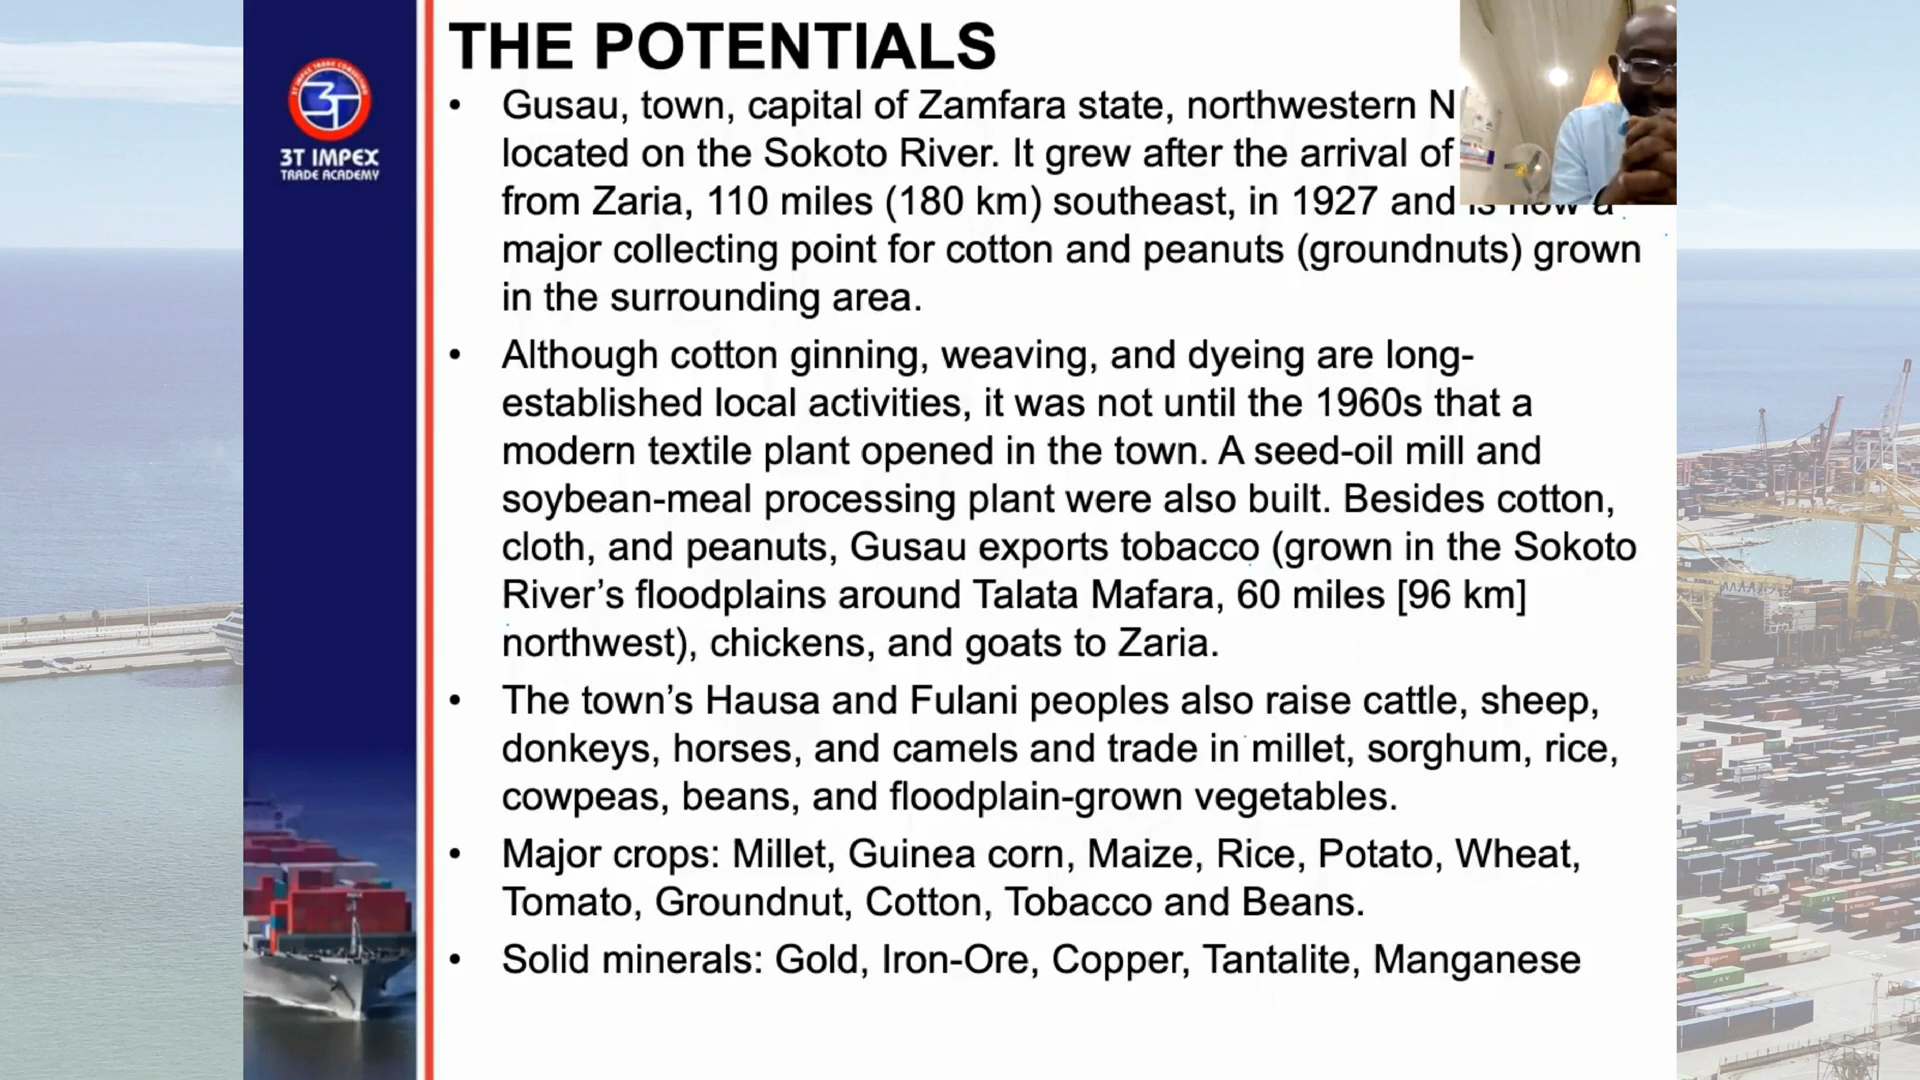 THE POTENTIALS
3T IMPEX TRADE CONSULTING
3T
3T IMPEX
TRADE ACADEMY
• Gusau, town, capital of Zamfara state, northwestern N
located on the Sokoto River. It grew after the arrival of
from Zaria, 110 miles (180 km) southeast, in 1927 and is now a
major collecting point for cotton and peanuts (groundnuts) grown
in the surrounding area.
• Although cotton ginning, weaving, and dyeing are long-
established local activities, it was not until the 1960s that a
modern textile plant opened in the town. A seed-oil mill and
soybean-meal processing plant were also built. Besides cotton,
cloth, and peanuts, Gusau exports tobacco (grown in the Sokoto
River’s floodplains around Talata Mafara, 60 miles [96 km]
northwest), chickens, and goats to Zaria.
• The town’s Hausa and Fulani peoples also raise cattle, sheep,
donkeys, horses, and camels and trade in millet, sorghum, rice,
cowpeas, beans, and floodplain-grown vegetables.
• Major crops: Millet, Guinea corn, Maize, Rice, Potato, Wheat,
Tomato, Groundnut, Cotton, Tobacco and Beans.
• Solid minerals: Gold, Iron-Ore, Copper, Tantalite, Manganese